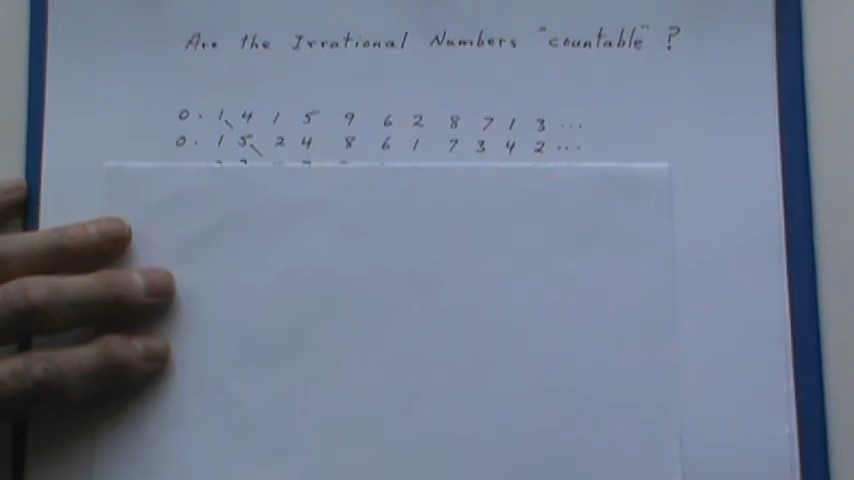 Are the Irrational Numbers "countable" ?
0. 1 4 1 5 9 6 2 8 7 1 3 ...
0. 1 5 2 4 8 6 1 7 3 4 2 ...